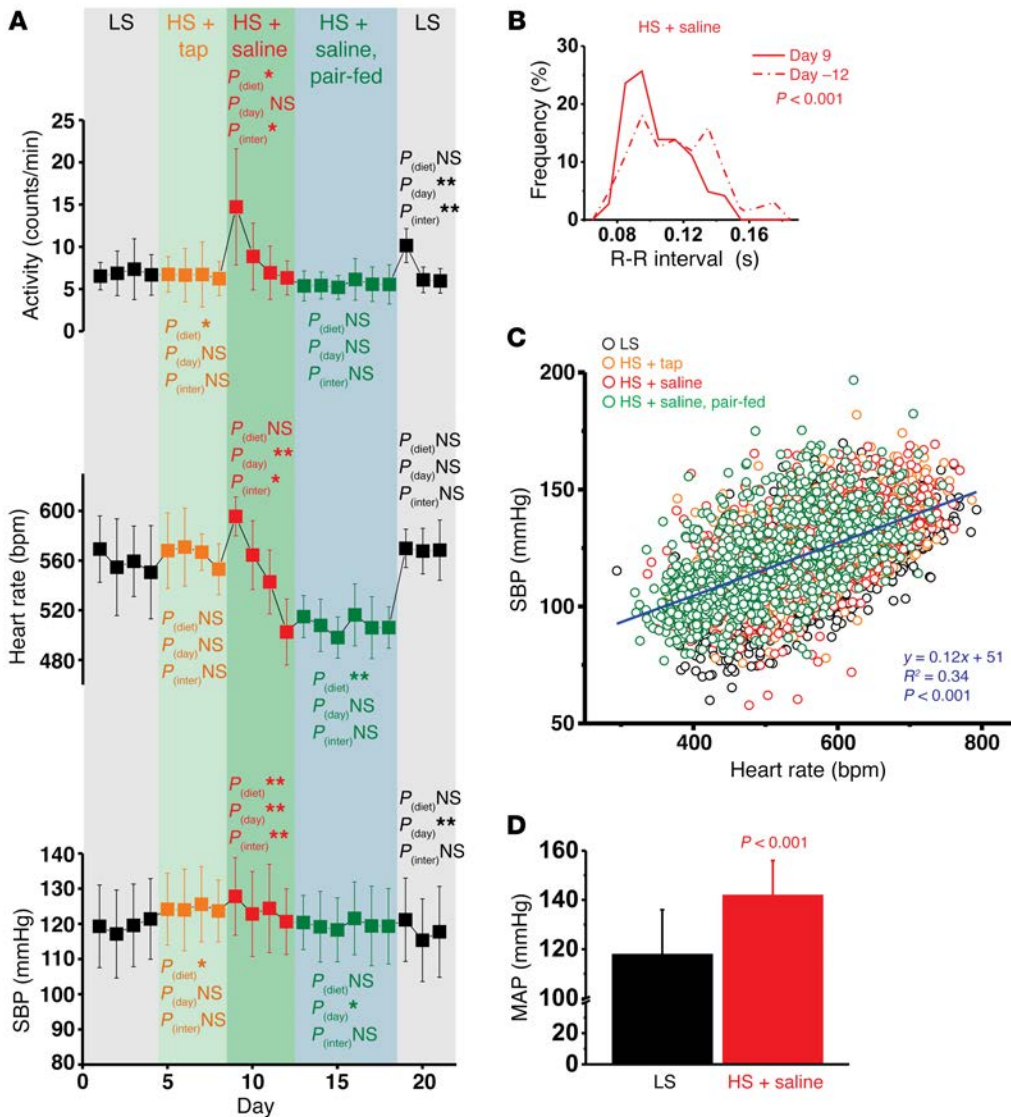 A
LS
HS +
tap
HS +
saline
HS +
saline,
pair-fed
LS
P(diet)*
P(day)NS
P(inter)*
P(diet)NS
P(day)**
P(inter)**
Activity (counts/min)
25
20
15
10
5
0
P(diet)*
P(day)NS
P(inter)NS
P(diet)NS
P(day)NS
P(inter)NS
P(diet)NS
P(day)**
P(inter)*
P(diet)NS
P(day)NS
P(inter)NS
Heart rate (bpm)
600
560
520
480
P(diet)NS
P(day)NS
P(inter)NS
P(diet)**
P(day)NS
P(inter)NS
P(diet)**
P(day)**
P(inter)**
P(diet)NS
P(day)**
P(inter)NS
SBP (mmHg)
140
130
120
110
100
90
80
P(diet)*
P(day)NS
P(inter)NS
P(diet)NS
P(day)*
P(inter)NS
0 5 10 15 20
Day
B
HS + saline
Day 9
Day −12
P < 0.001
Frequency (%)
30
20
10
0
0.08 0.12 0.16
R-R interval (s)
C
LS
HS + tap
HS + saline
HS + saline, pair-fed
SBP (mmHg)
200
150
100
50
y = 0.12x + 51
R² = 0.34
P < 0.001
400 600 800
Heart rate (bpm)
D
P < 0.001
MAP (mmHg)
160
140
120
100
20
0
LS HS + saline